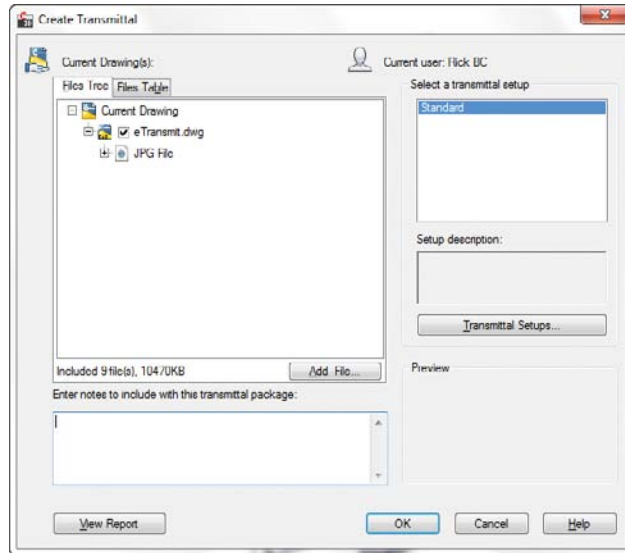 Create Transmittal
Current Drawing(s):
Current user: Rick BC
Files Tree
Files Table
Current Drawing
eTransmit.dwg
JPG File
Included 9 file(s), 10470KB
Add File...
Enter notes to include with this transmittal package:
Select a transmittal setup
Standard
Setup description:
Transmittal Setups...
Preview
View Report
OK
Cancel
Help